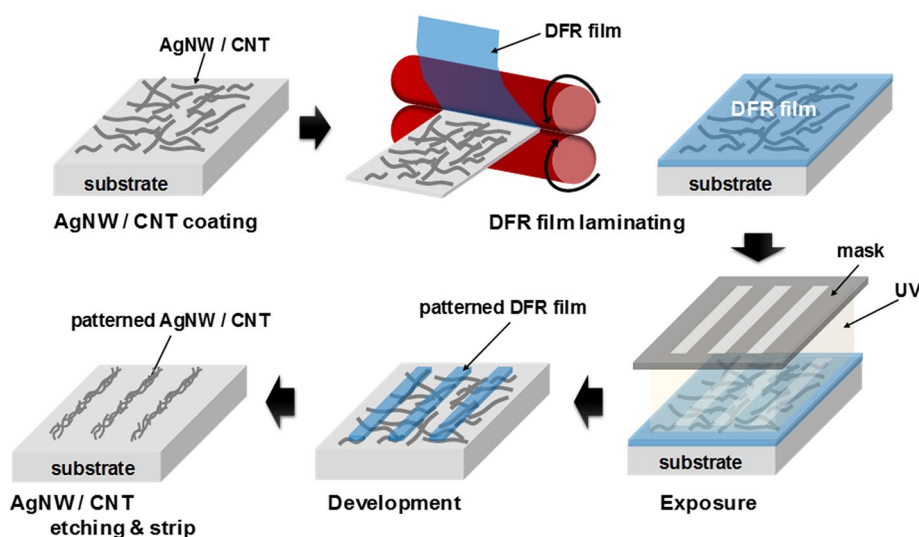 AgNW / CNT
substrate
AgNW / CNT coating
DFR film
DFR film laminating
DFR film
substrate
mask
UV
substrate
Exposure
patterned DFR film
Development
patterned AgNW / CNT
substrate
AgNW / CNT
etching & strip